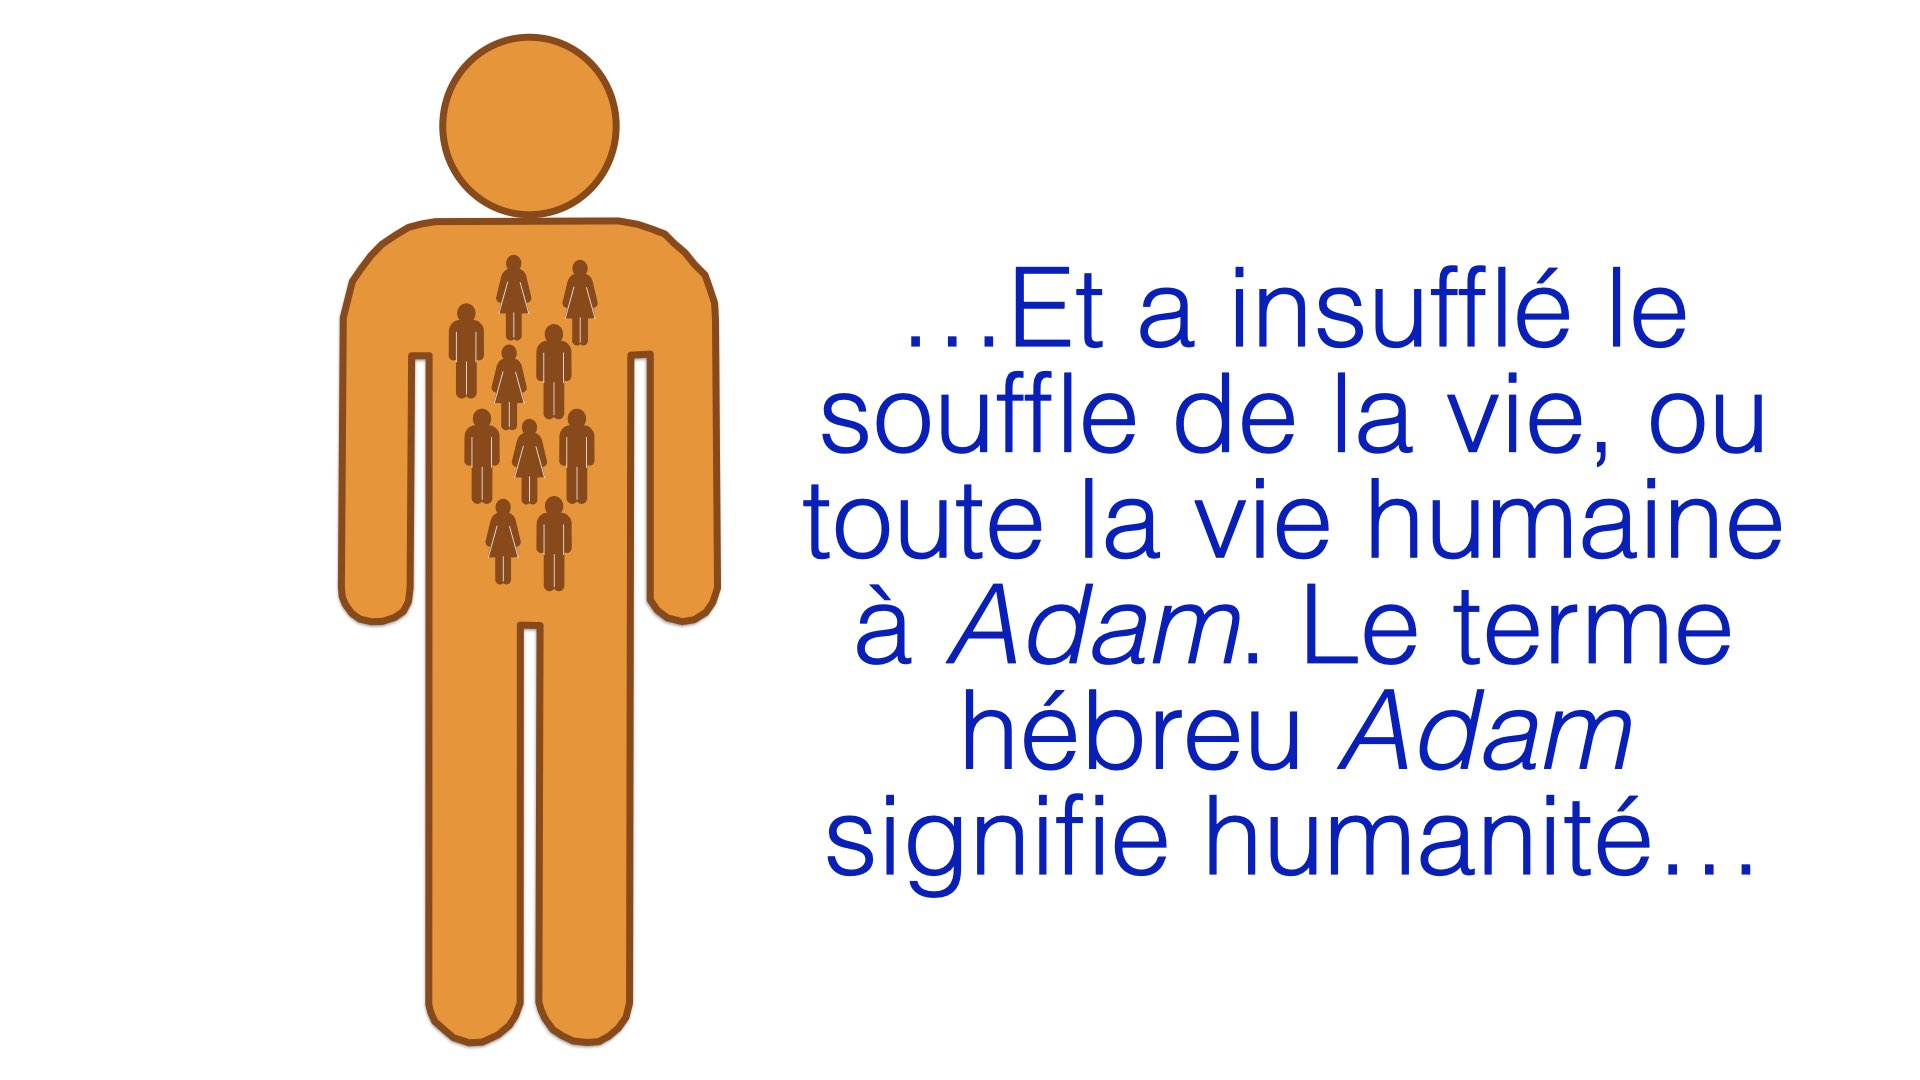 …Et a insufflé le
souffle de la vie, ou
toute la vie humaine
à Adam. Le terme
hébreu Adam
signifie humanité…